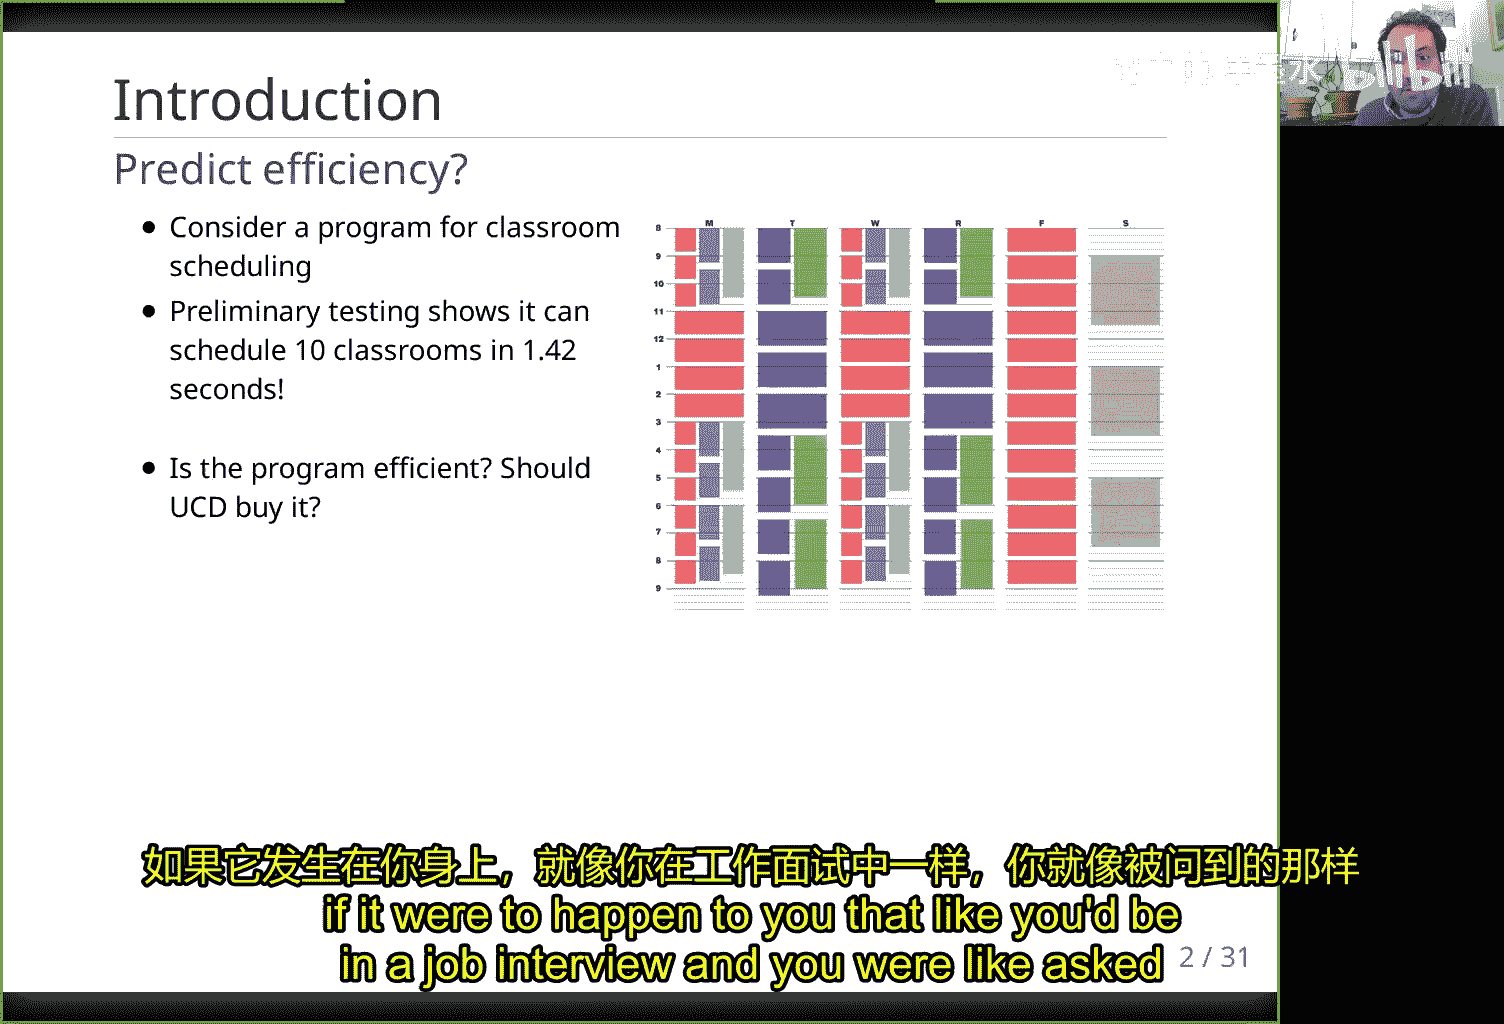 Introduction
Predict efficiency?
● Consider a program for classroom
scheduling
● Preliminary testing shows it can
schedule 10 classrooms in 1.42
seconds!
● Is the program efficient? Should
UCD buy it?
M T W R F S
8
9
10
11
12
1
2
3
4
5
6
7
8
9
水 bilibili
如果它发生在你身上，就像你在工作面试中一样，你就像被问到的那样
if it were to happen to you that like you'd be
in a job interview and you were like asked
2 / 31